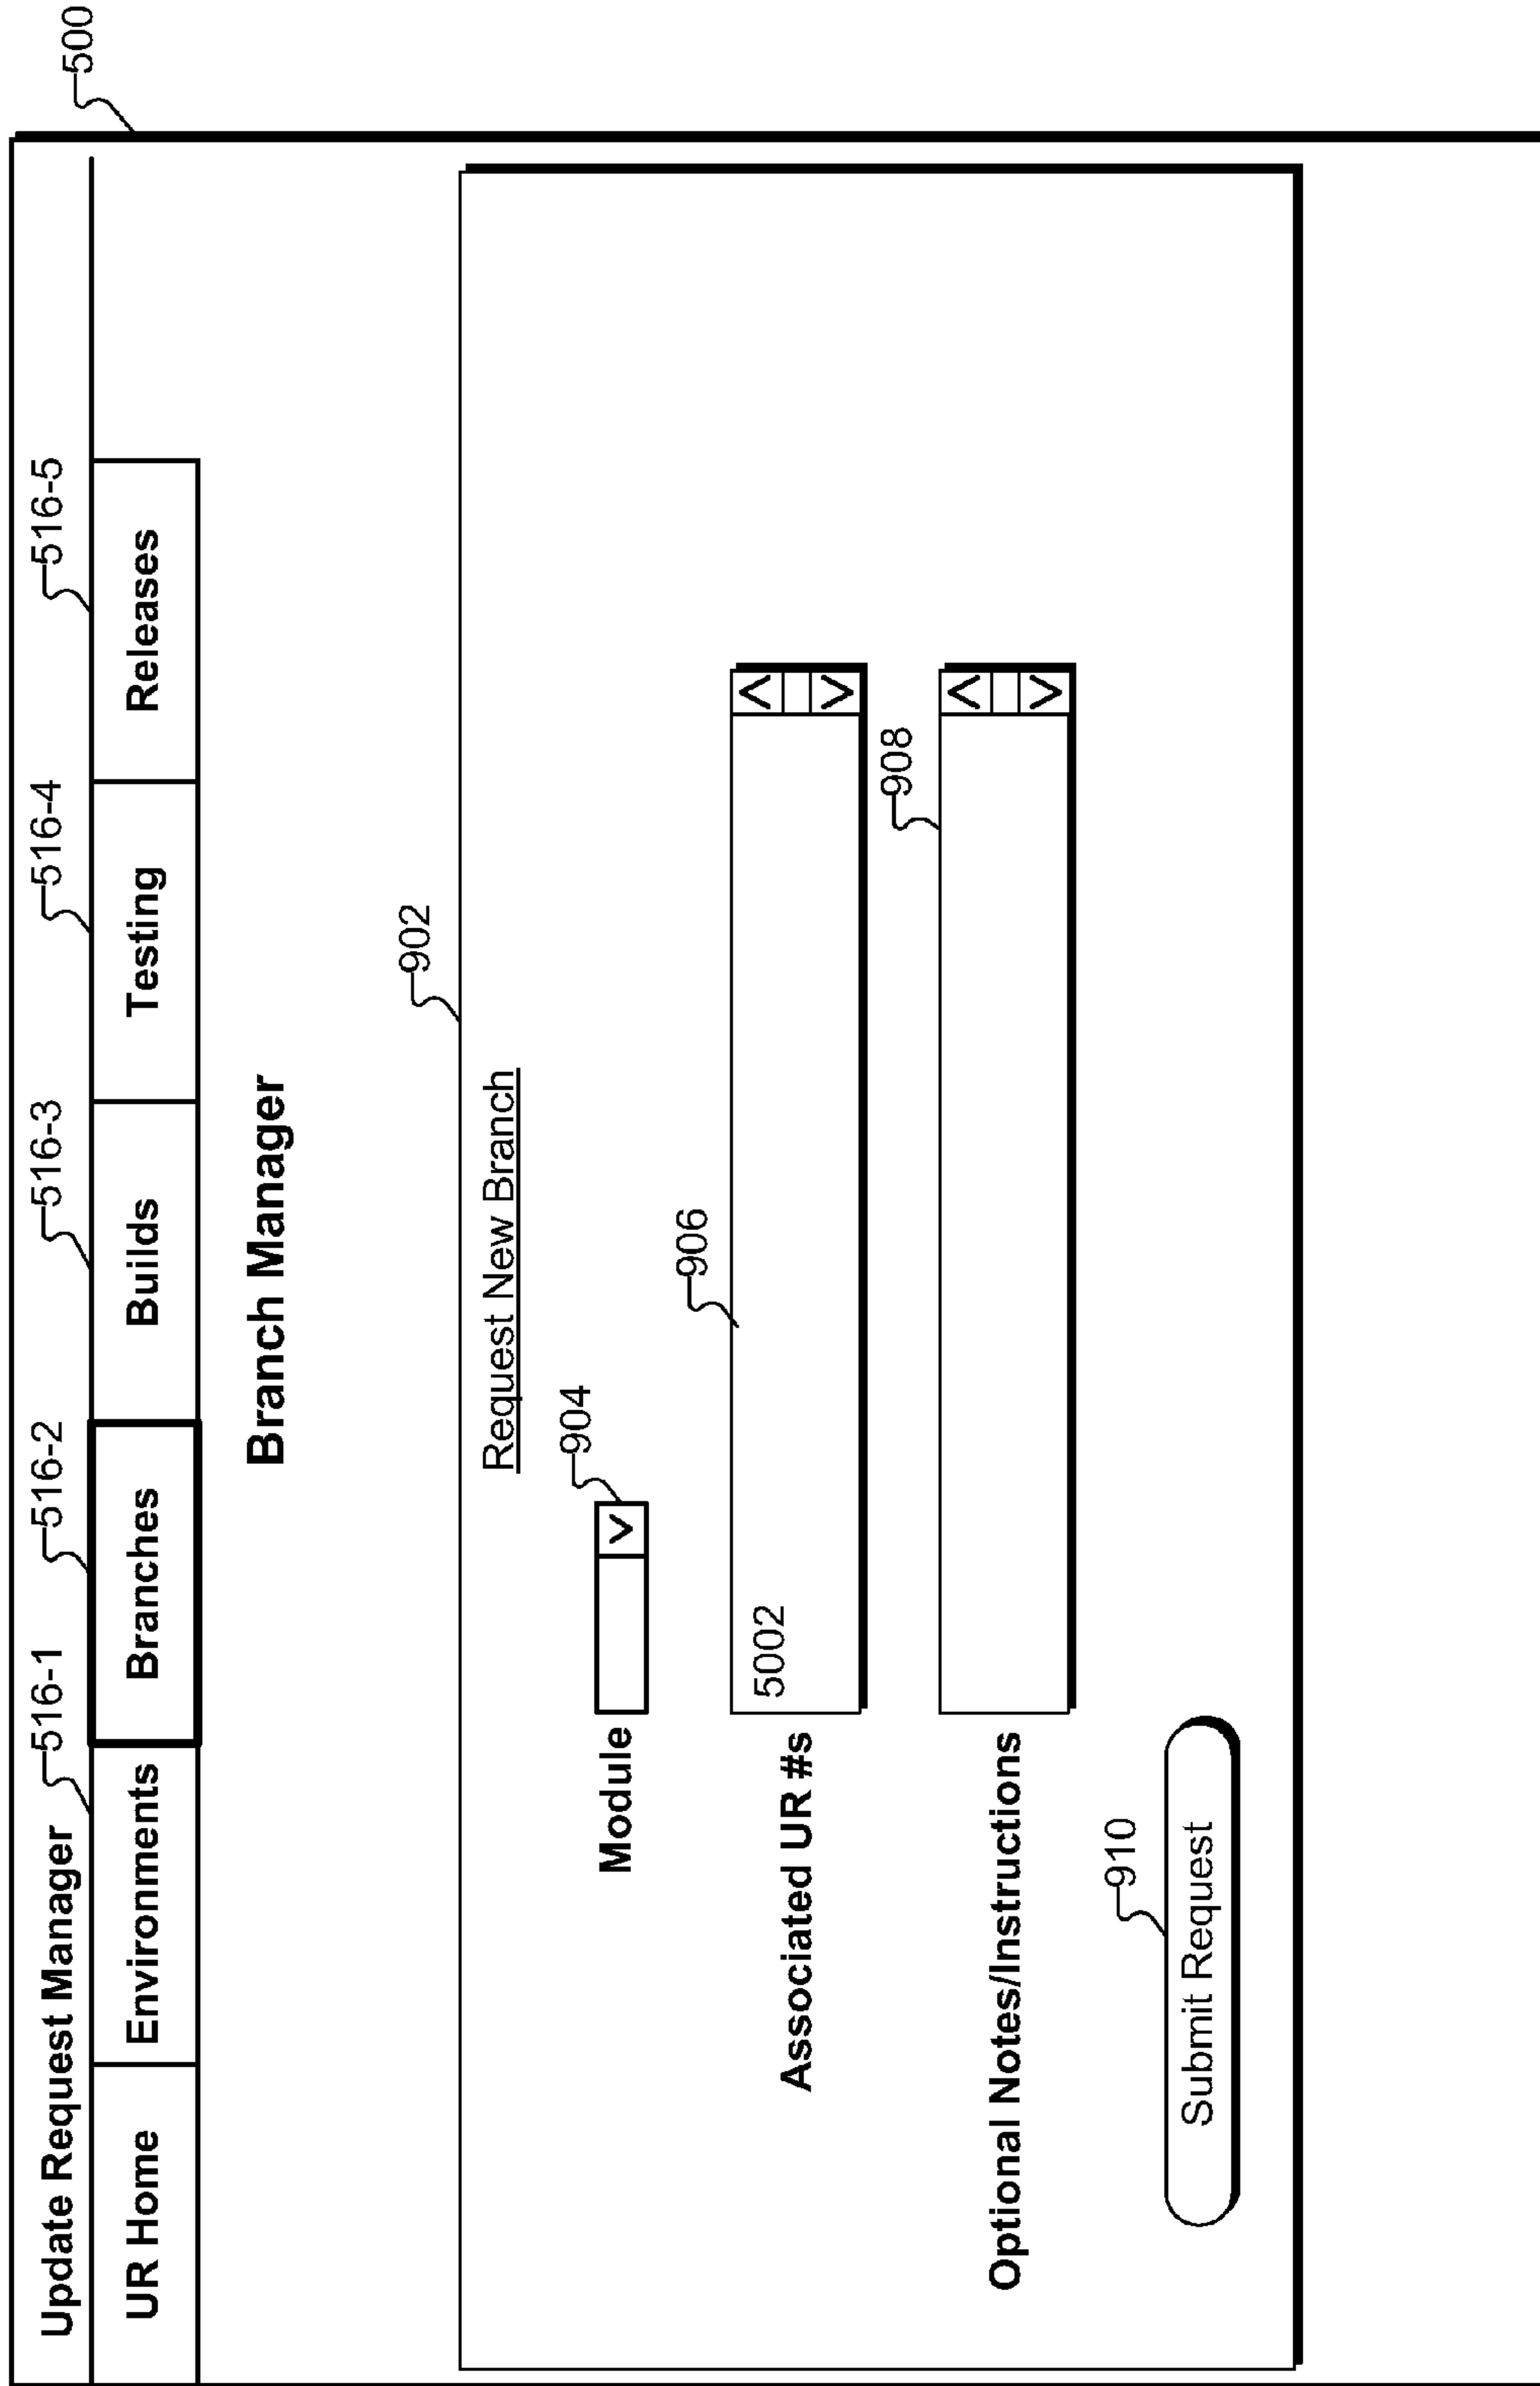 500
Update Request Manager
516-1
516-2
516-3
516-4
516-5
UR Home
Environments
Branches
Builds
Testing
Releases
Branch Manager
902
Request New Branch
904
Module
906
Associated UR #s
5002
908
Optional Notes/Instructions
910
Submit Request